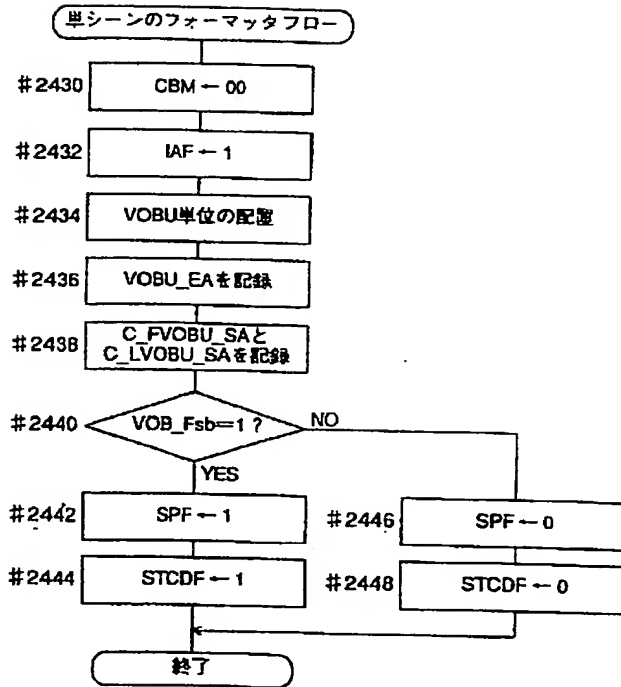 単シーンのフォーマッタフロー
#2430
CBM ← 00
#2432
IAF ← 1
#2434
VOBU単位の配置
#2436
VOBU_EAを記録
#2438
C_FVOBU_SAと
C_LVOBU_SAを記録
#2440
VOB_Fsb=1 ?
NO
YES
#2442
SPF ← 1
#2446
SPF ← 0
#2444
STCDF ← 1
#2448
STCDF ← 0
終了